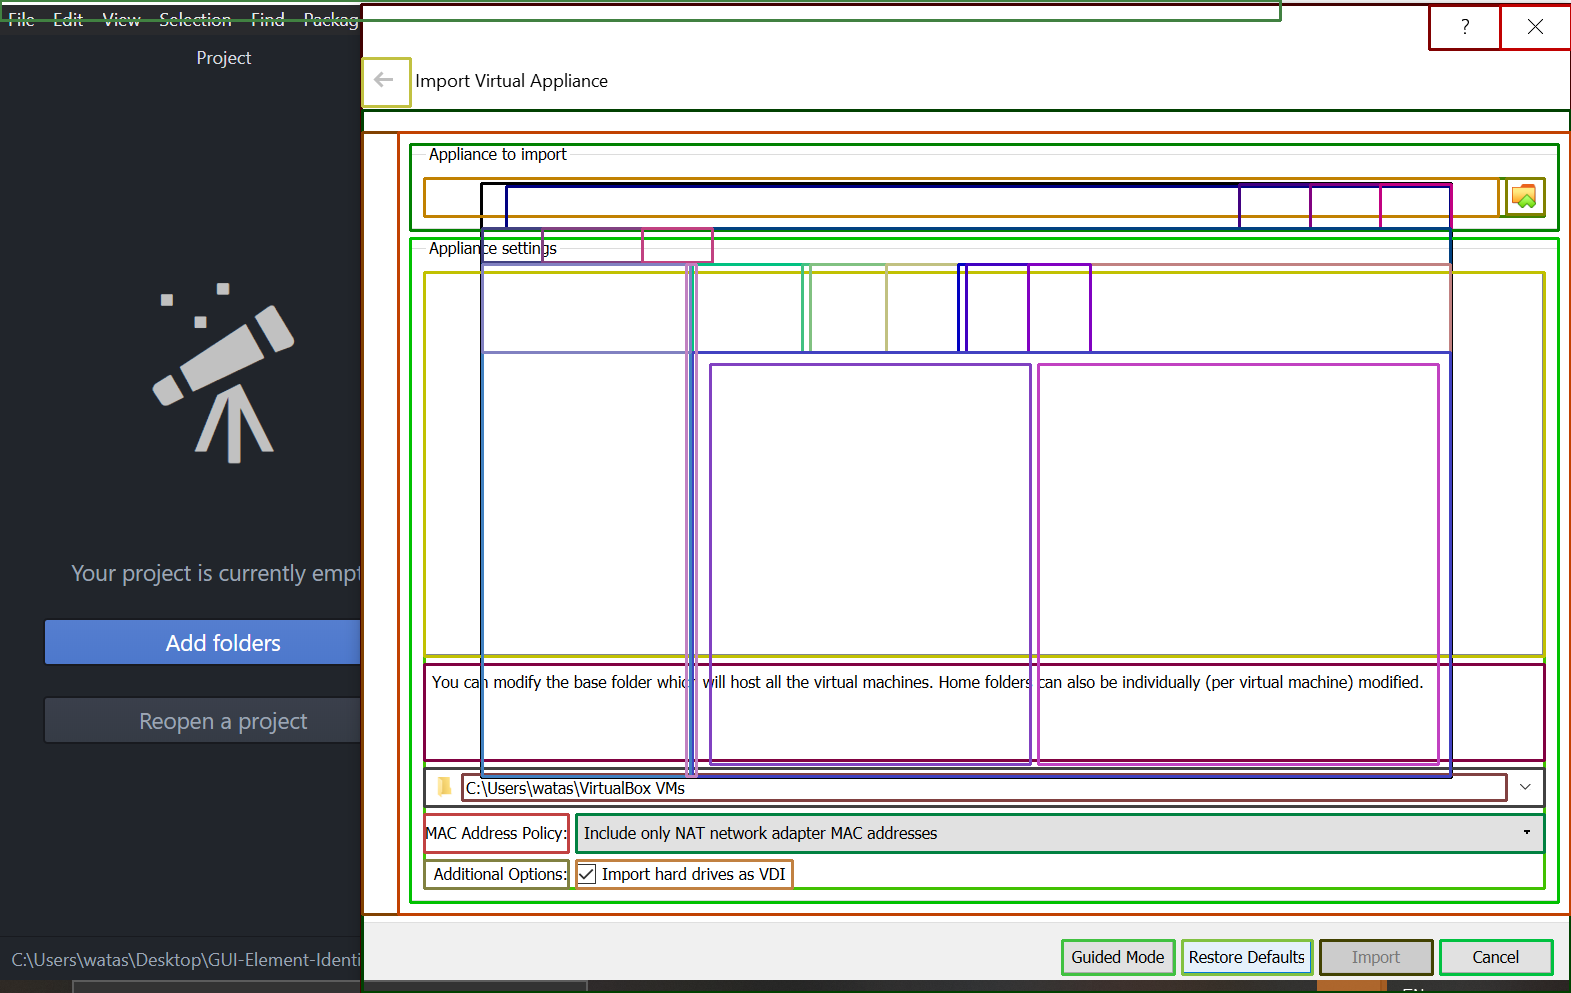 File Edit View Selection Find Packag
Project
?
Import Virtual Appliance
Appliance to import
Appliance settings
Your project is currently empt
Add folders
You can modify the base folder which will host all the virtual machines. Home folders can also be individually (per virtual machine) modified.
Reopen a project
C:\Users\watas\VirtualBox VMs
MAC Address Policy: Include only NAT network adapter MAC addresses
Additional Options: Import hard drives as VDI
C:\Users\watas\Desktop\GUI-Element-Identi
Guided Mode Restore Defaults Import Cancel